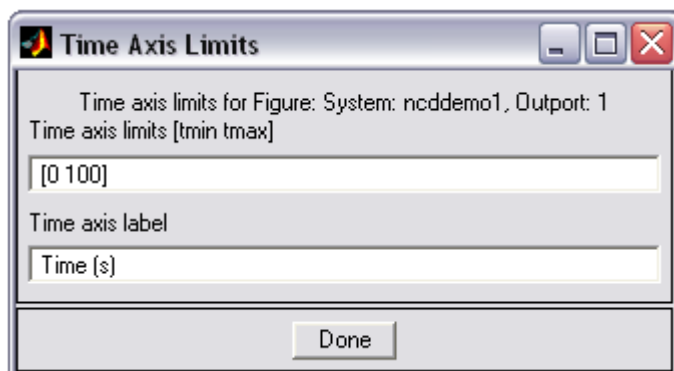 Time Axis Limits
Time axis limits for Figure: System: ncddemo1, Outport: 1
Time axis limits [tmin tmax]
[0 100]
Time axis label
Time (s)
Done